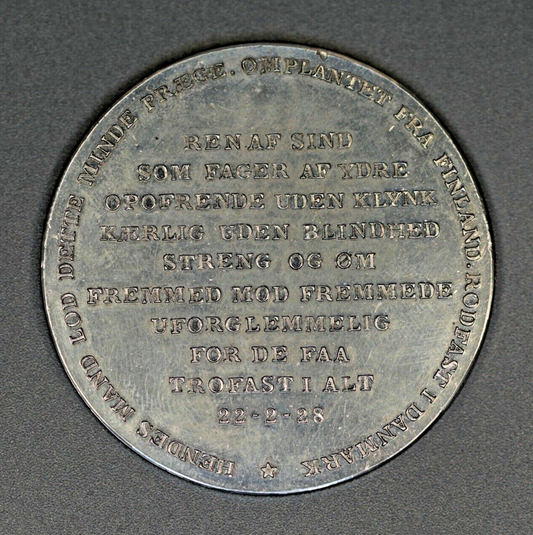 HENDES MAND LOD DETTE MINDE PRÆGE. OMPLANTET FRA FINLAND. RODFAST I DANMARK
REN AF SIND
SOM FAGER AF YDRE
OPOFRENDE UDEN KLYNK
KÆRLIG UDEN BLINDHED
STRENG OG ØM
FREMMED MOD FREMMEDE
UFORGLEMMELIG
FOR DE FAA
TROFAST I ALT
22-2-28